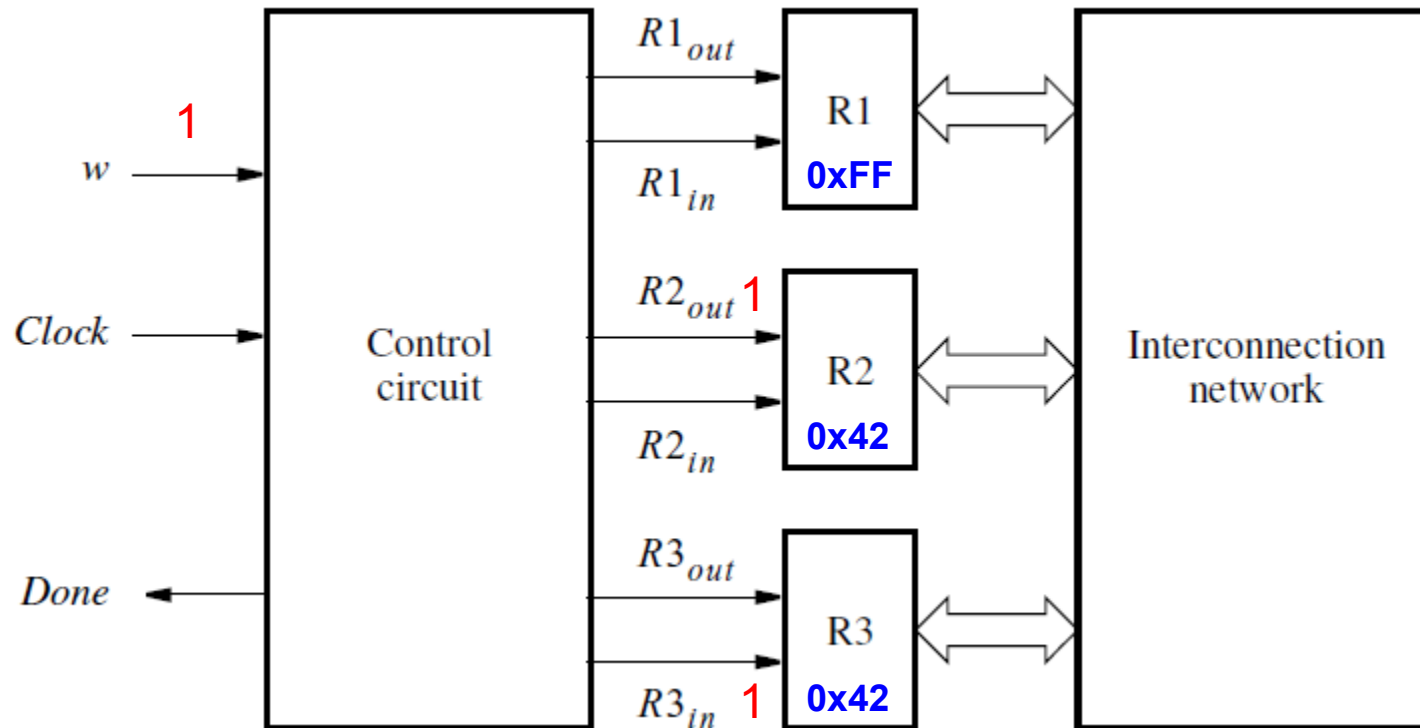 R1out
1
w
R1
0xFF
R1in
R2out 1
Clock
Control
circuit
R2
0x42
Interconnection
network
R2in
R3out
Done
R3
0x42
R3in 1